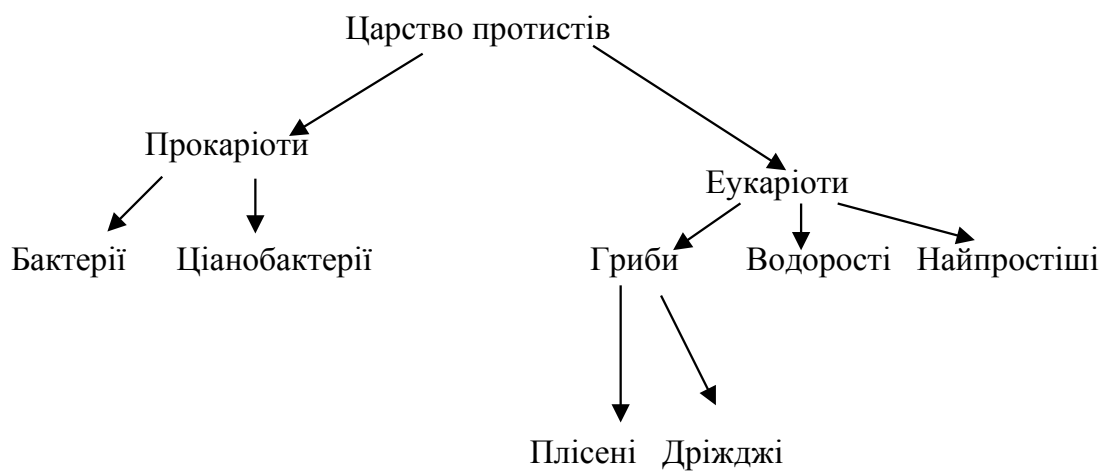 Царство протистів
Прокаріоти
Еукаріоти
Бактерії Ціанобактерії Гриби Водорості Найпростіші
Плісені Дріжджі